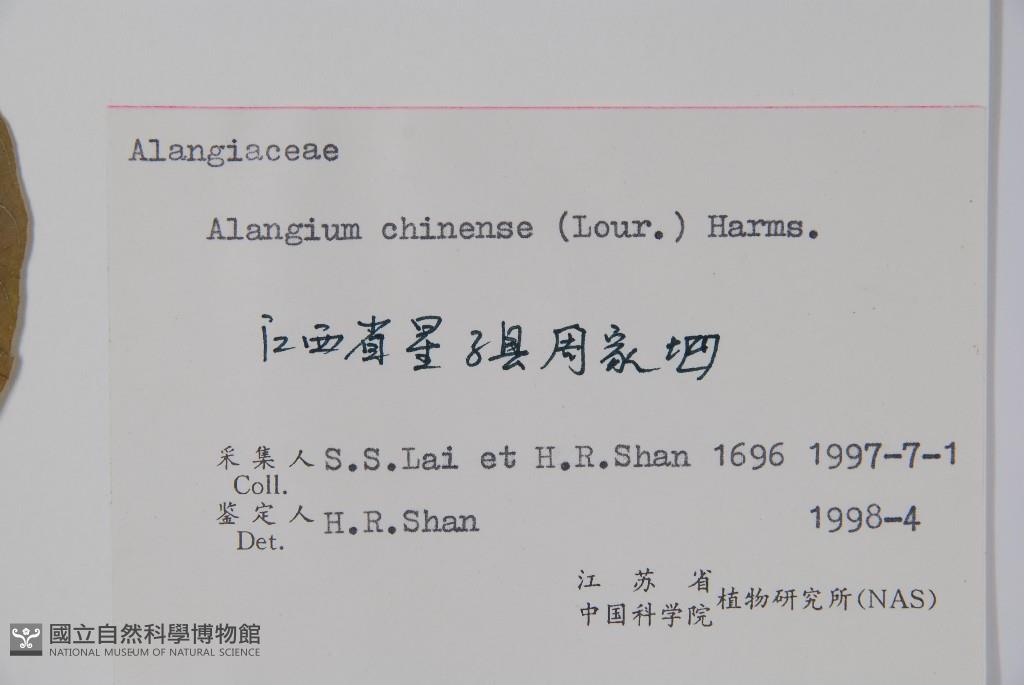 Alangiaceae
Alangium chinense (Lour.) Harms.
江西省星子县周家
采集人 S.S.Lai et H.R.Shan 1696 1997-7-1
Coll.
鉴定人 H.R.Shan 1998-4
Det.
江苏省
中国科学院 植物研究所(NAS)
國立自然科學博物館
NATIONAL MUSEUM OF NATURAL SCIENCE